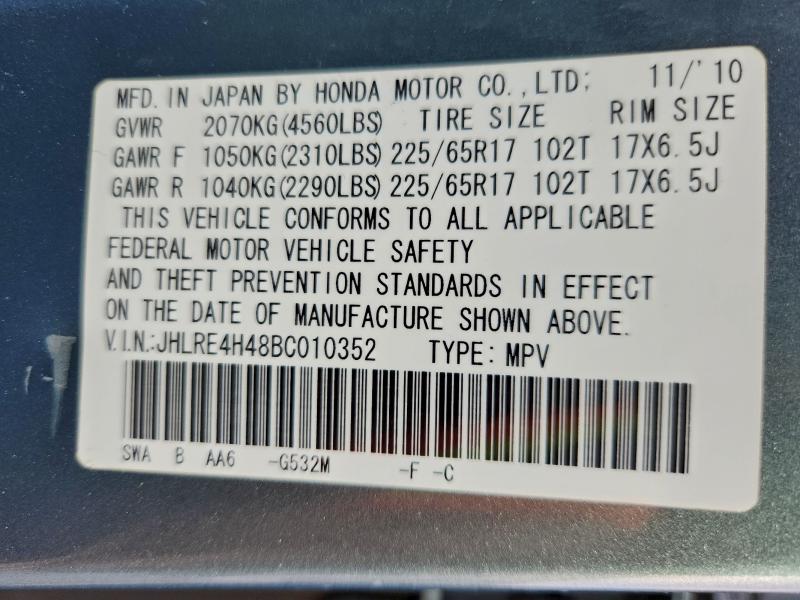 MFD. IN JAPAN BY HONDA MOTOR CO.,LTD; 11/'10
GVWR 2070KG(4560LBS) TIRE SIZE RIM SIZE
GAWR F 1050KG(2310LBS) 225/65R17 102T 17X6.5J
GAWR R 1040KG(2290LBS) 225/65R17 102T 17X6.5J
THIS VEHICLE CONFORMS TO ALL APPLICABLE
FEDERAL MOTOR VEHICLE SAFETY
AND THEFT PREVENTION STANDARDS IN EFFECT
ON THE DATE OF MANUFACTURE SHOWN ABOVE.
V.I.N.:JHLRE4H48BC010352 TYPE: MPV
SWA B AA6 -G532M -F -C